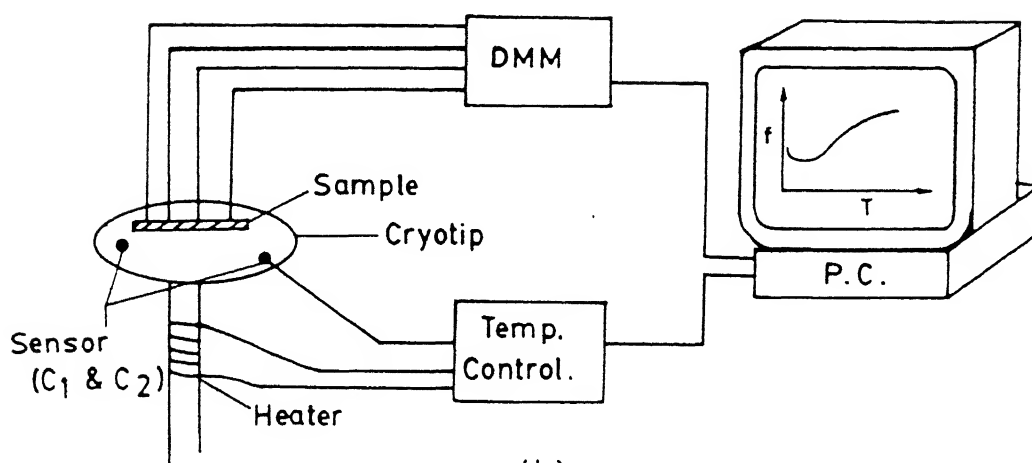 DMM
Sample
Cryotip
Sensor
(C1 & C2)
Heater
Temp.
Control.
f
T
P.C.